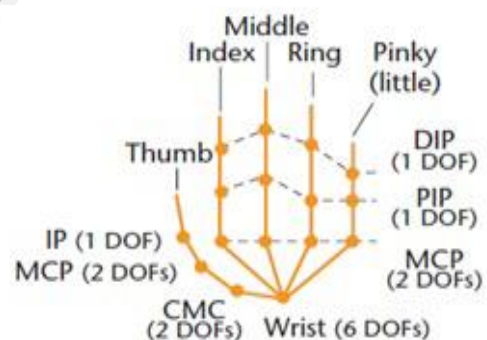 Middle
Index
Ring
Pinky
(little)
Thumb
DIP
(1 DOF)
PIP
(1 DOF)
IP (1 DOF)
MCP (2 DOFs)
MCP
(2 DOFs)
CMC
(2 DOFs)
Wrist (6 DOFs)